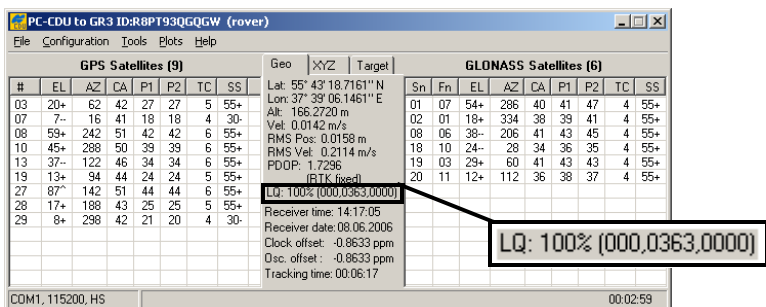 PC-CDU to GR3 ID:R8PT93QGQGW (rover)
File Configuration Tools Plots Help
GPS Satellites (9)
# EL AZ CA P1 P2 TC SS
03 20+ 62 42 27 27 5 55+
07 7-- 16 41 18 18 4 30-
08 59+ 242 51 42 42 6 55+
10 45+ 288 50 39 39 6 55+
13 37-- 122 46 34 34 6 55+
19 13+ 94 44 24 24 5 55+
27 87^ 142 51 44 44 6 55+
28 17+ 188 43 25 25 5 55+
29 8+ 298 42 21 20 4 30-
Geo XYZ Target
Lat: 55° 43' 18.7161'' N
Lon: 37° 39' 06.1461'' E
Alt: 166.2720 m
Vel: 0.0142 m/s
RMS Pos: 0.0158 m
RMS Vel: 0.2114 m/s
PDOP: 1.7296
(RTK fixed)
LQ: 100% (000,0363,0000)
Receiver time: 14:17:05
Receiver date: 08.06.2006
Clock offset: -0.8633 ppm
Osc. offset : -0.8633 ppm
Tracking time: 00:06:17
GLONASS Satellites (6)
Sn Fn EL AZ CA P1 P2 TC SS
01 07 54+ 286 40 41 47 4 55+
02 01 18+ 334 38 39 41 4 55+
08 06 38-- 206 41 43 45 4 55+
18 10 24-- 28 34 36 35 4 55+
19 03 29+ 60 41 43 43 4 55+
20 11 12+ 112 36 38 37 4 55+
LQ: 100% (000,0363,0000)
COM1, 115200, HS
00:02:59